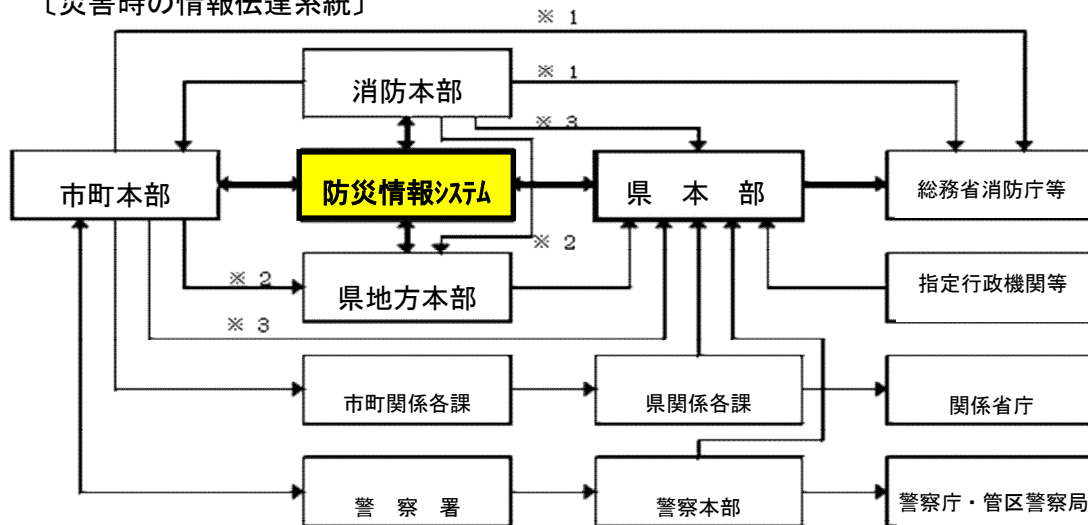 〔災害時の情報伝達系統〕
※1
消防本部
※1
※3
市町本部
防災情報システム
県本部
総務省消防庁等
※2
※2
県地方本部
指定行政機関等
※3
市町関係各課
県関係各課
関係省庁
警察署
警察本部
警察庁・管区警察局